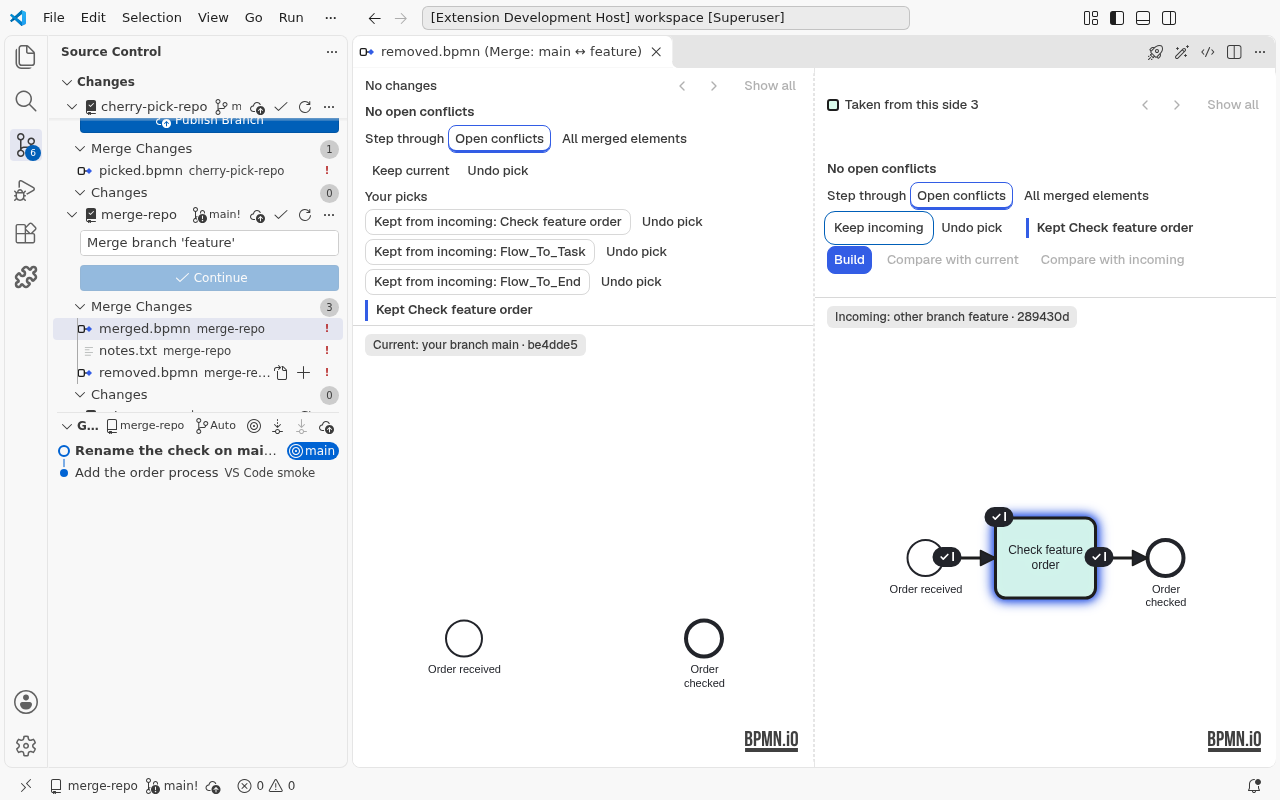 File Edit Selection View Go Run ···
[Extension Development Host] workspace [Superuser]
Source Control
Changes
cherry-pick-repo m
Publish Branch
Merge Changes 1
picked.bpmn cherry-pick-repo !
Changes 0
merge-repo main!
Merge branch 'feature'
Continue
Merge Changes 3
merged.bpmn merge-repo !
notes.txt merge-repo !
removed.bpmn merge-re... !
Changes 0
G... merge-repo Auto
Rename the check on mai... main
Add the order process VS Code smoke
6
removed.bpmn (Merge: main ↔ feature)
No changes Show all
No open conflicts
Step through Open conflicts All merged elements
Keep current Undo pick
Your picks
Kept from incoming: Check feature order Undo pick
Kept from incoming: Flow_To_Task Undo pick
Kept from incoming: Flow_To_End Undo pick
Kept Check feature order
Current: your branch main · be4dde5
Order received
Order
checked
BPMN.iO
Taken from this side 3 Show all
No open conflicts
Step through Open conflicts All merged elements
Keep incoming Undo pick Kept Check feature order
Build Compare with current Compare with incoming
Incoming: other branch feature · 289430d
✓ I
✓ I
✓ I
Check feature
order
Order received
Order
checked
BPMN.iO
merge-repo main! 0 0